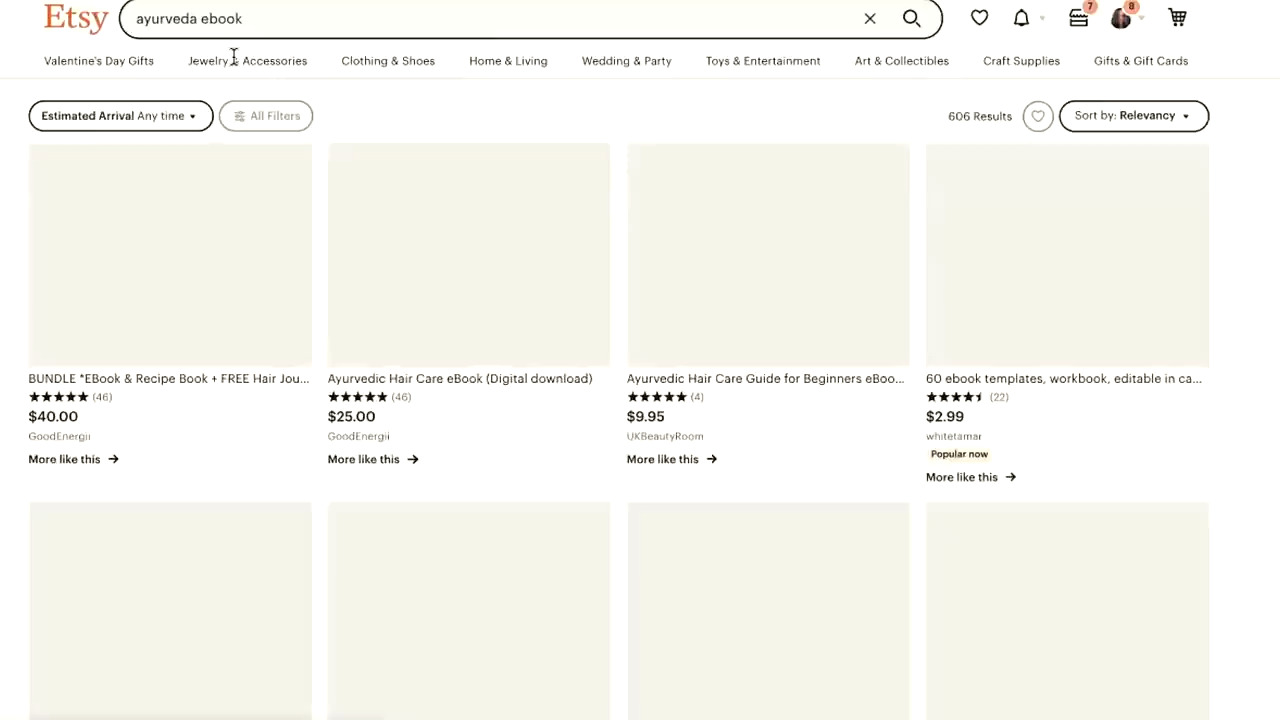 Etsy
ayurveda ebook
7
8
Valentine's Day Gifts
Jewelry & Accessories
Clothing & Shoes
Home & Living
Wedding & Party
Toys & Entertainment
Art & Collectibles
Craft Supplies
Gifts & Gift Cards
Estimated Arrival Any time
All Filters
606 Results
Sort by: Relevancy
BUNDLE *EBook & Recipe Book + FREE Hair Jou...
(46)
$40.00
GoodEnergii
More like this →
Ayurvedic Hair Care eBook (Digital download)
(46)
$25.00
GoodEnergii
More like this →
Ayurvedic Hair Care Guide for Beginners eBoo...
(4)
$9.95
UKBeautyRoom
More like this →
60 ebook templates, workbook, editable in ca...
(22)
$2.99
whitetamar
Popular now
More like this →